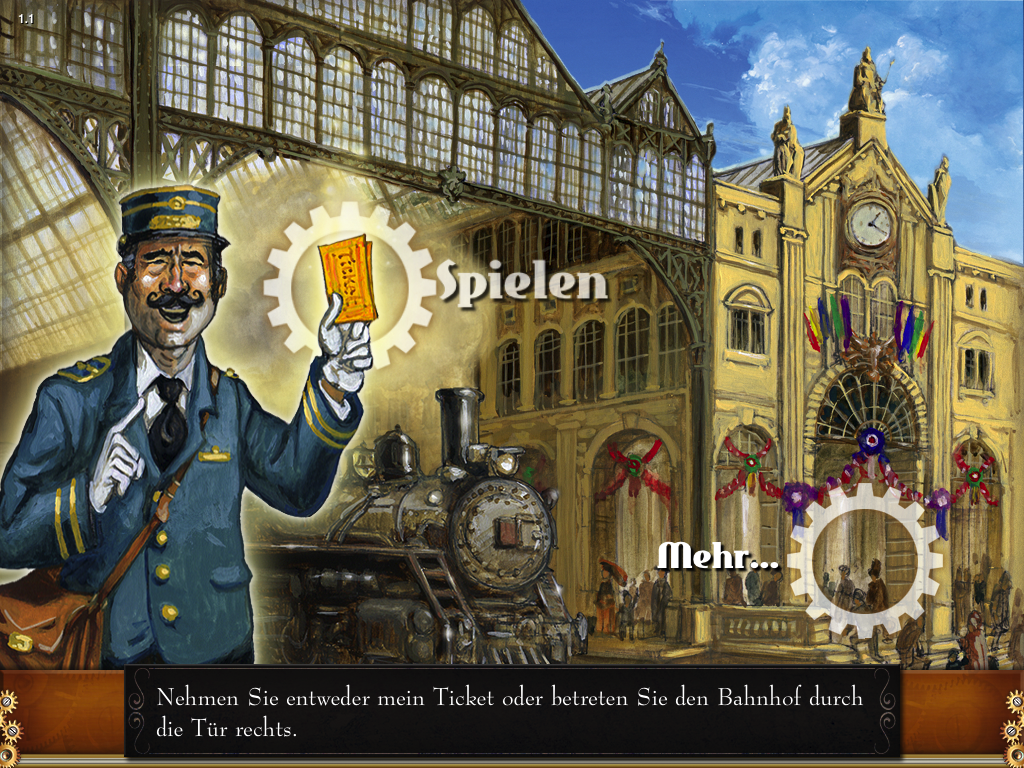 1.1
Ticket
Spielen
Mehr...
Nehmen Sie entweder mein Ticket oder betreten Sie den Bahnhof durch
die Tür rechts.